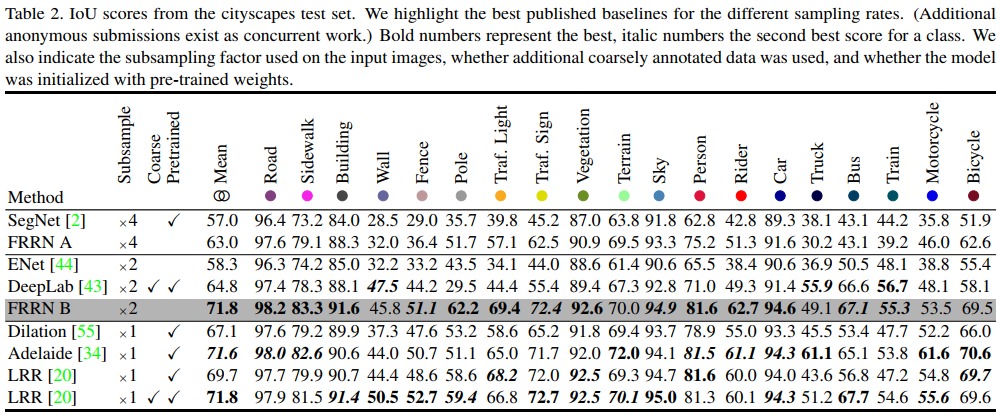 Table 2. IoU scores from the cityscapes test set. We highlight the best published baselines for the different sampling rates. (Additional
anonymous submissions exist as concurrent work.) Bold numbers represent the best, italic numbers the second best score for a class. We
also indicate the subsampling factor used on the input images, whether additional coarsely annotated data was used, and whether the model
was initialized with pre-trained weights.
Method Subsample Coarse Pretrained Mean Road Sidewalk Building Wall Fence Pole Traf. Light Traf. Sign Vegetation Terrain Sky Person Rider Car Truck Bus Train Motorcycle Bicycle
SegNet [2] ×4 ✓ 57.0 96.4 73.2 84.0 28.5 29.0 35.7 39.8 45.2 87.0 63.8 91.8 62.8 42.8 89.3 38.1 43.1 44.2 35.8 51.9
FRRN A ×4 63.0 97.6 79.1 88.3 32.0 36.4 51.7 57.1 62.5 90.9 69.5 93.3 75.2 51.3 91.6 30.2 43.1 39.2 46.0 62.6
ENet [44] ×2 58.3 96.3 74.2 85.0 32.2 33.2 43.5 34.1 44.0 88.6 61.4 90.6 65.5 38.4 90.6 36.9 50.5 48.1 38.8 55.4
DeepLab [43] ×2 ✓ ✓ 64.8 97.4 78.3 88.1 47.5 44.2 29.5 44.4 55.4 89.4 67.3 92.8 71.0 49.3 91.4 55.9 66.6 56.7 48.1 58.1
FRRN B ×2 71.8 98.2 83.3 91.6 45.8 51.1 62.2 69.4 72.4 92.6 70.0 94.9 81.6 62.7 94.6 49.1 67.1 55.3 53.5 69.5
Dilation [55] ×1 ✓ 67.1 97.6 79.2 89.9 37.3 47.6 53.2 58.6 65.2 91.8 69.4 93.7 78.9 55.0 93.3 45.5 53.4 47.7 52.2 66.0
Adelaide [34] ×1 ✓ 71.6 98.0 82.6 90.6 44.0 50.7 51.1 65.0 71.7 92.0 72.0 94.1 81.5 61.1 94.3 61.1 65.1 53.8 61.6 70.6
LRR [20] ×1 ✓ 69.7 97.7 79.9 90.7 44.4 48.6 58.6 68.2 72.0 92.5 69.3 94.7 81.6 60.0 94.0 43.6 56.8 47.2 54.8 69.7
LRR [20] ×1 ✓ ✓ 71.8 97.9 81.5 91.4 50.5 52.7 59.4 66.8 72.7 92.5 70.1 95.0 81.3 60.1 94.3 51.2 67.7 54.6 55.6 69.6